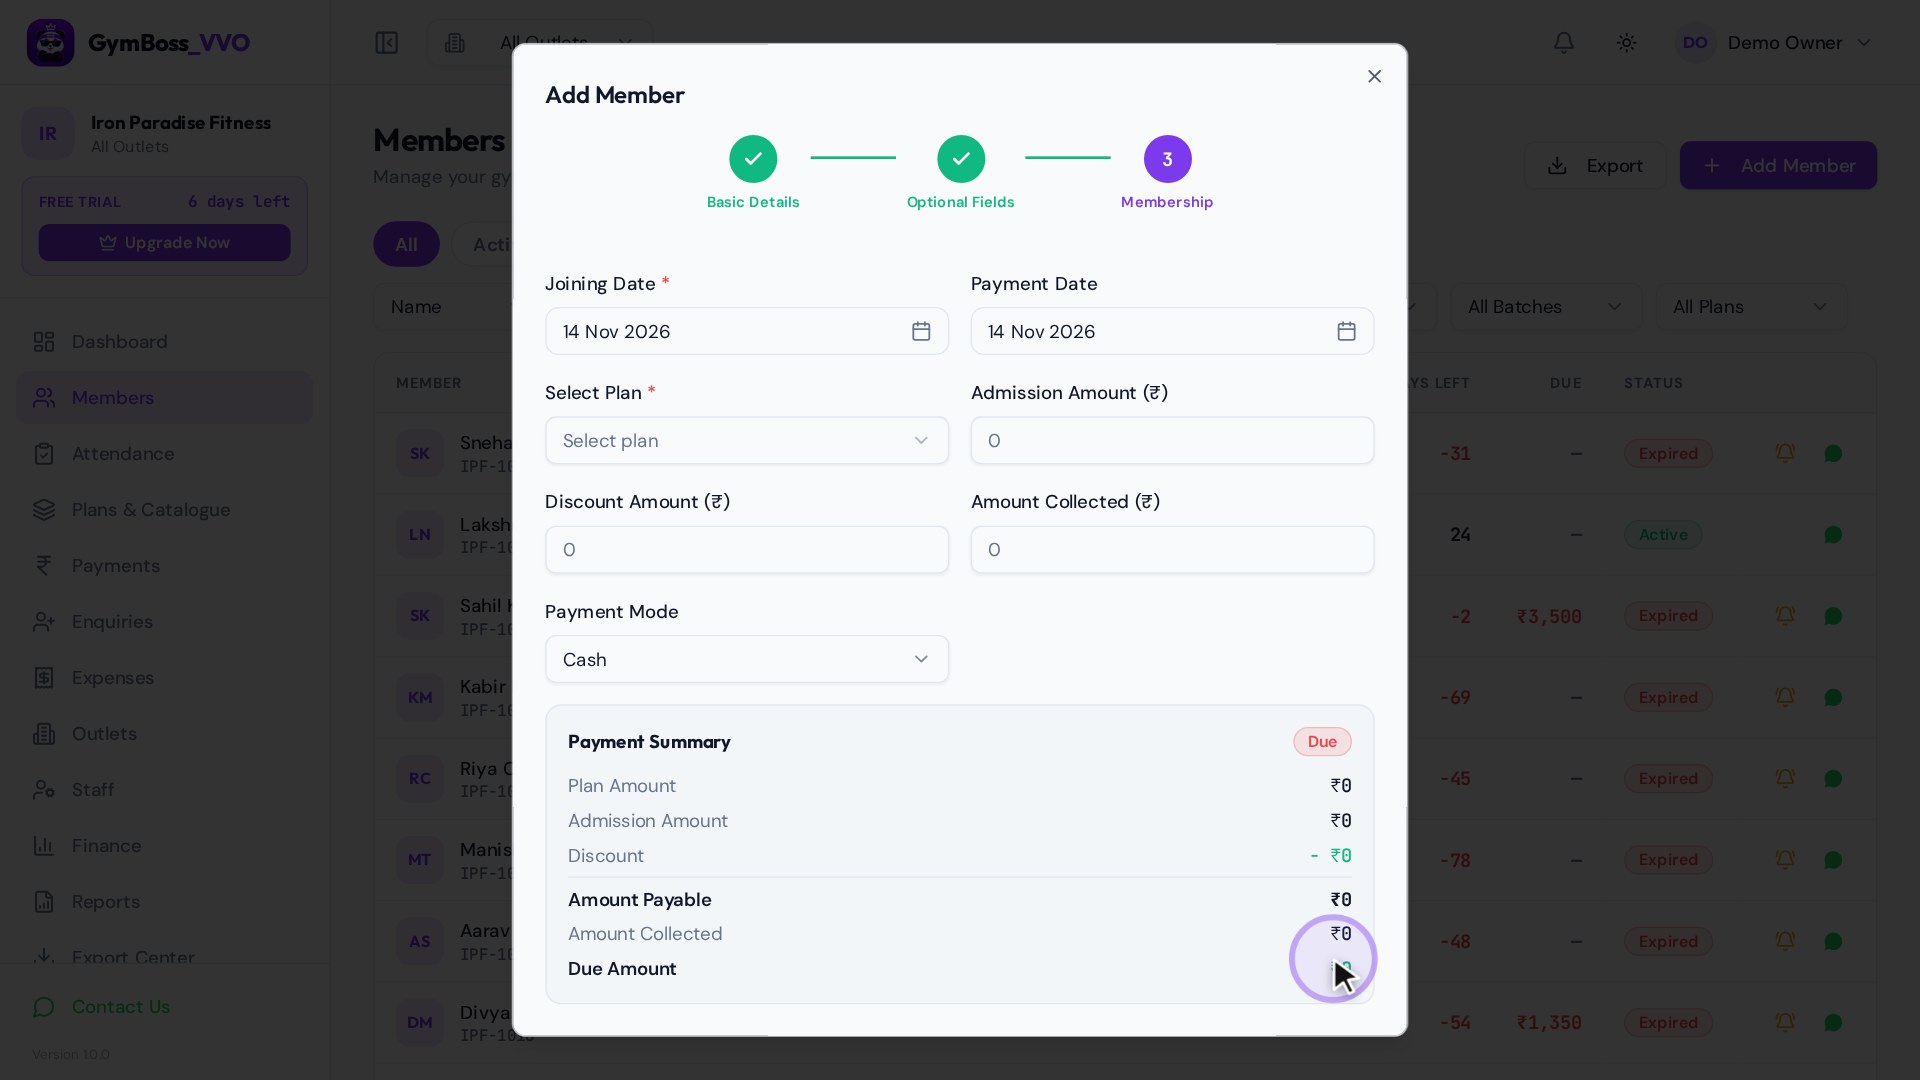 GymBoss_VVO
All Outlets
DO
Demo Owner
IR
Iron Paradise Fitness
All Outlets
FREE TRIAL
6 days left
Upgrade Now
Dashboard
Members
Attendance
Plans & Catalogue
Payments
Enquiries
Expenses
Outlets
Staff
Finance
Reports
Export Center
Contact Us
Version 1.0.0
Members
Manage your gy
Export
Add Member
All
Name
All Batches
All Plans
MEMBER
LEFT
DUE
STATUS
SK
Sneha
-31
—
Expired
LN
24
—
Active
SK
Sahil
-2
₹3,500
Expired
KM
Kabir
-69
—
Expired
RC
Riya
-45
—
Expired
MT
-78
—
Expired
AS
Aarav
-48
—
Expired
DM
Divya
-54
₹1,350
Expired
Add Member
3
Basic Details
Optional Fields
Membership
Joining Date *
Payment Date
14 Nov 2026
14 Nov 2026
Select Plan *
Admission Amount (₹)
Select plan
0
Discount Amount (₹)
Amount Collected (₹)
0
0
Payment Mode
Cash
Payment Summary
Due
Plan Amount
₹0
Admission Amount
₹0
Discount
- ₹0
Amount Payable
₹0
Amount Collected
₹0
Due Amount